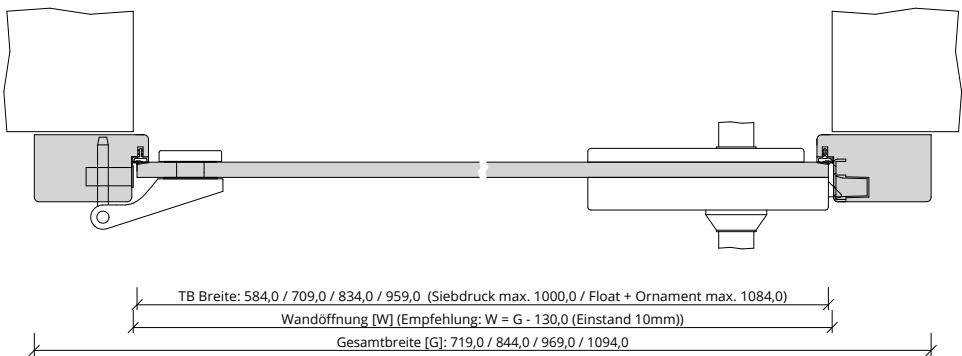 TB Breite: 584,0 / 709,0 / 834,0 / 959,0 (Siebdruck max. 1000,0 / Float + Ornament max. 1084,0)
Wandöffnung [W] (Empfehlung: W = G - 130,0 (Einstand 10mm))
Gesamtbreite [G]: 719,0 / 844,0 / 969,0 / 1094,0